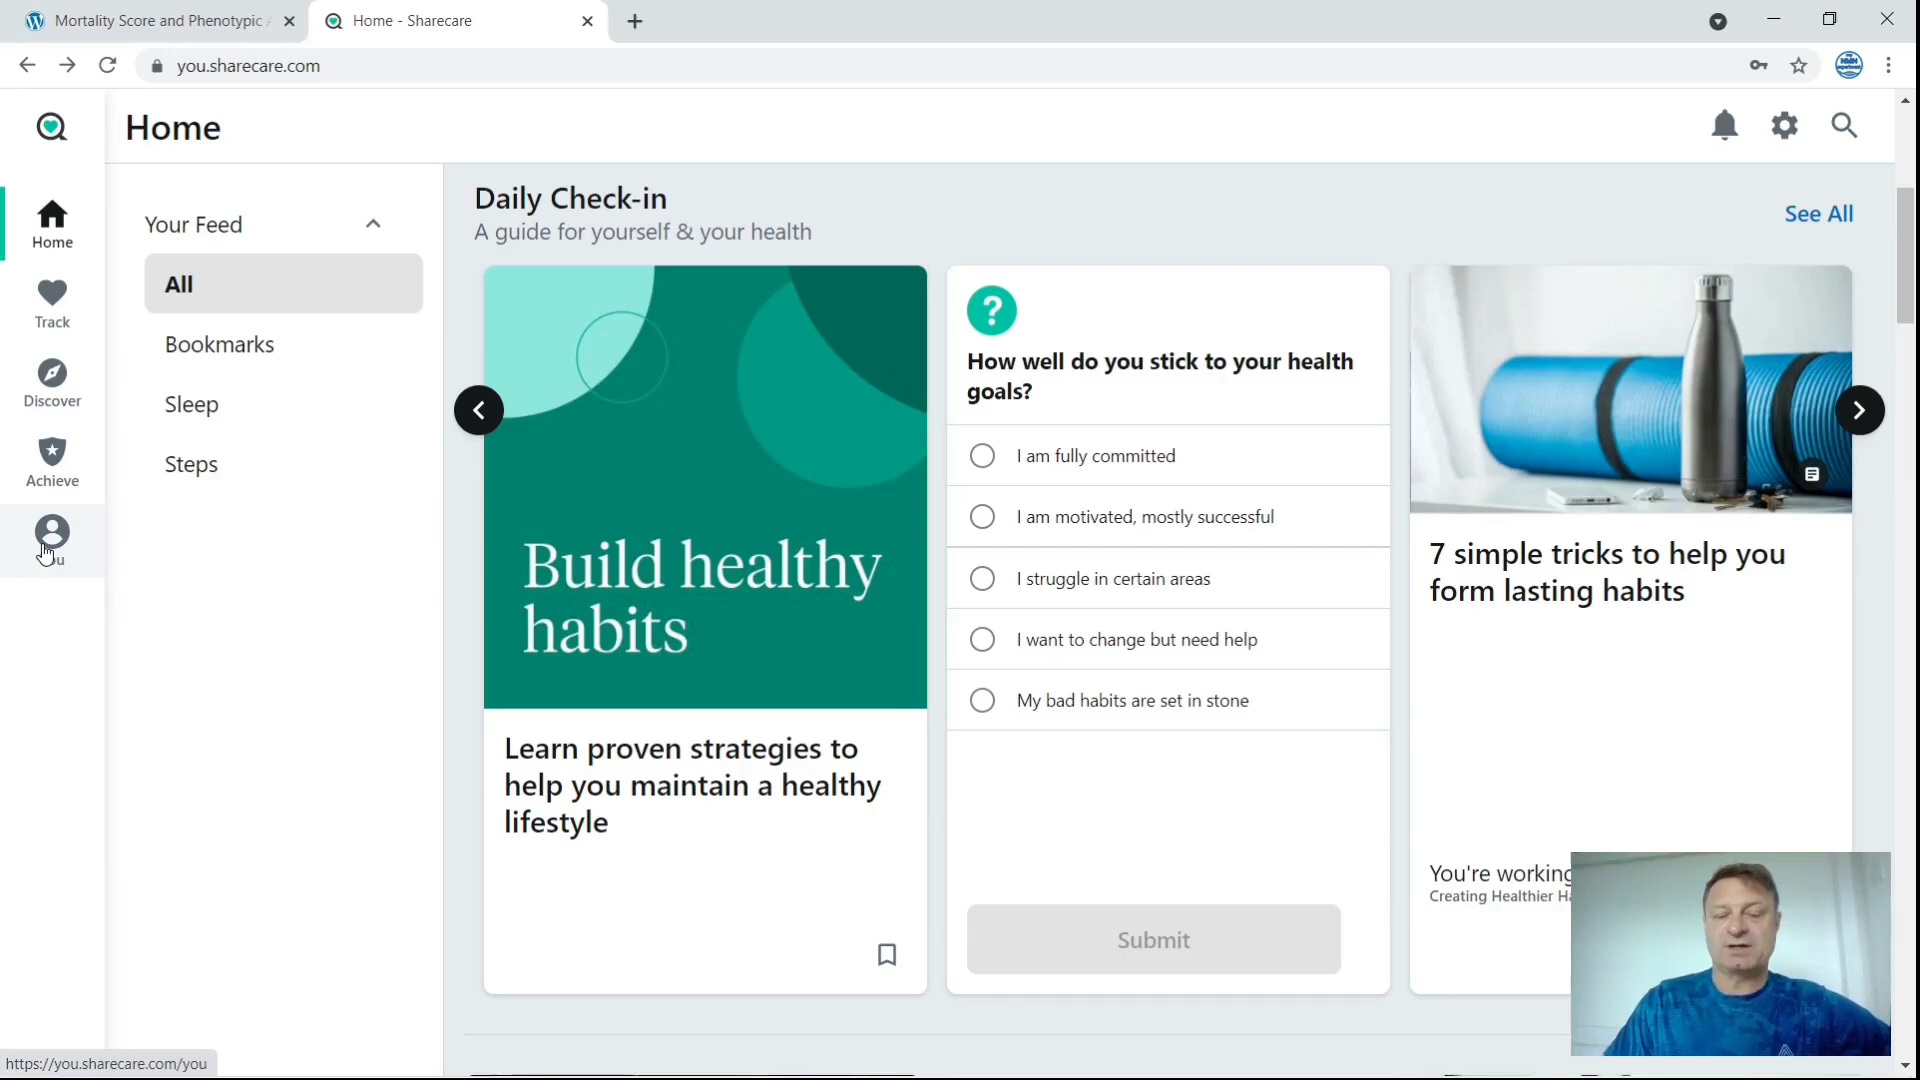 Mortality Score and Phenotypic
Home - Sharecare
you.sharecare.com
Home
Home
Track
Discover
Achieve
Your Feed
All
Bookmarks
Sleep
Steps
Daily Check-in
A guide for yourself & your health
See All
Build healthy
habits
Learn proven strategies to
help you maintain a healthy
lifestyle
?
How well do you stick to your health
goals?
I am fully committed
I am motivated, mostly successful
I struggle in certain areas
I want to change but need help
My bad habits are set in stone
Submit
7 simple tricks to help you
form lasting habits
You're working
Creating Healthier
https://you.sharecare.com/you